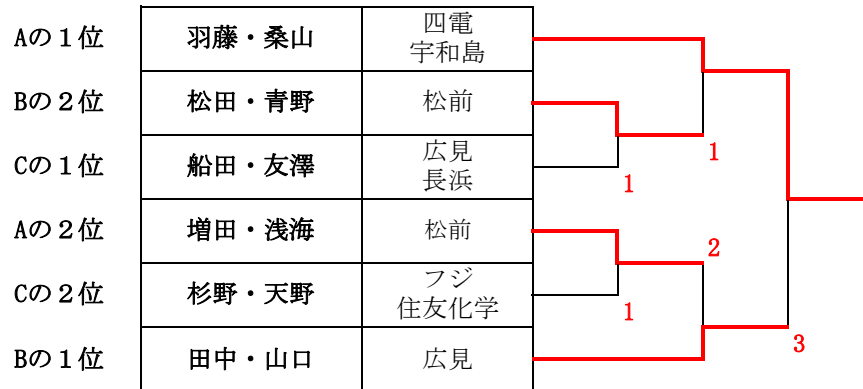 Aの１位 羽藤・桑山 四電
宇和島
Bの２位 松田・青野 松前
Cの１位 船田・友澤 広見
長浜
1
1
Aの２位 増田・浅海 松前
2
Cの２位 杉野・天野 フジ
住友化学
1
3
Bの１位 田中・山口 広見